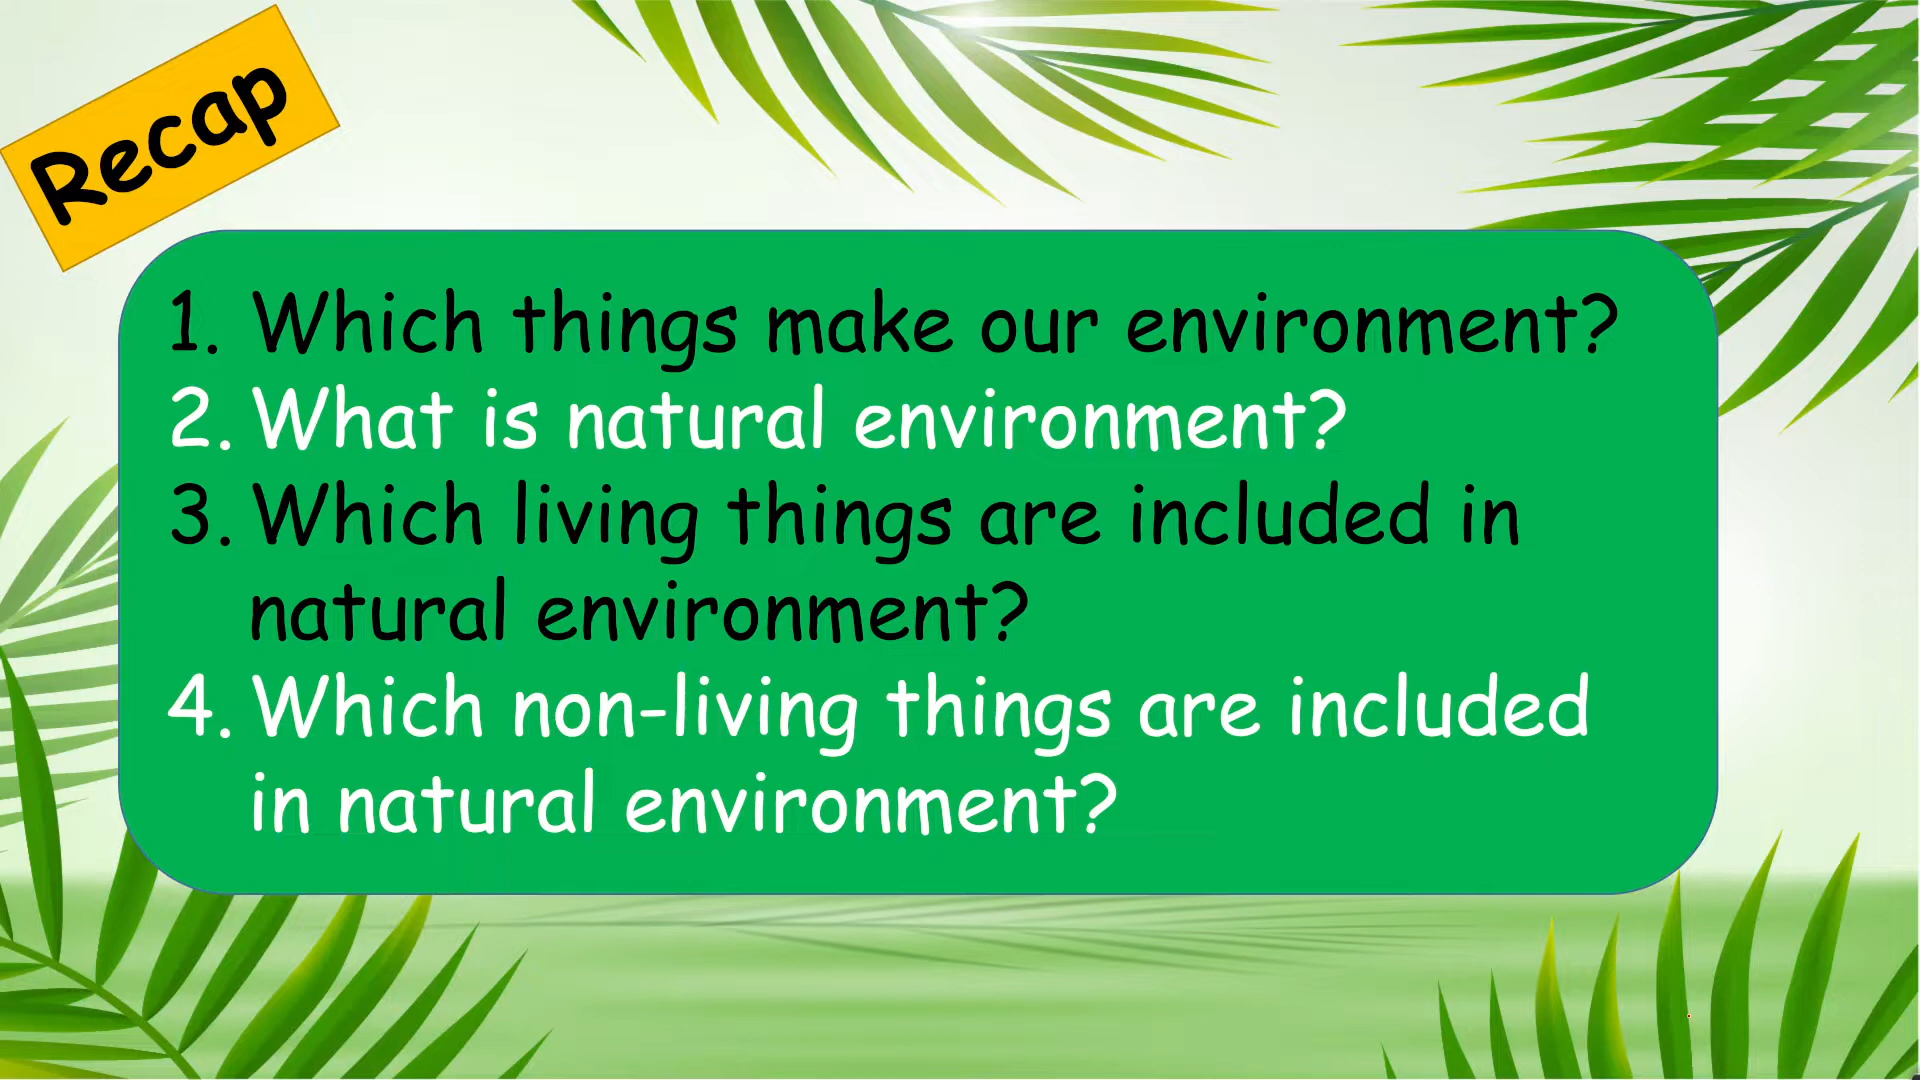 Recap
1. Which things make our environment?
2. What is natural environment?
3. Which living things are included in
natural environment?
4. Which non-living things are included
in natural environment?